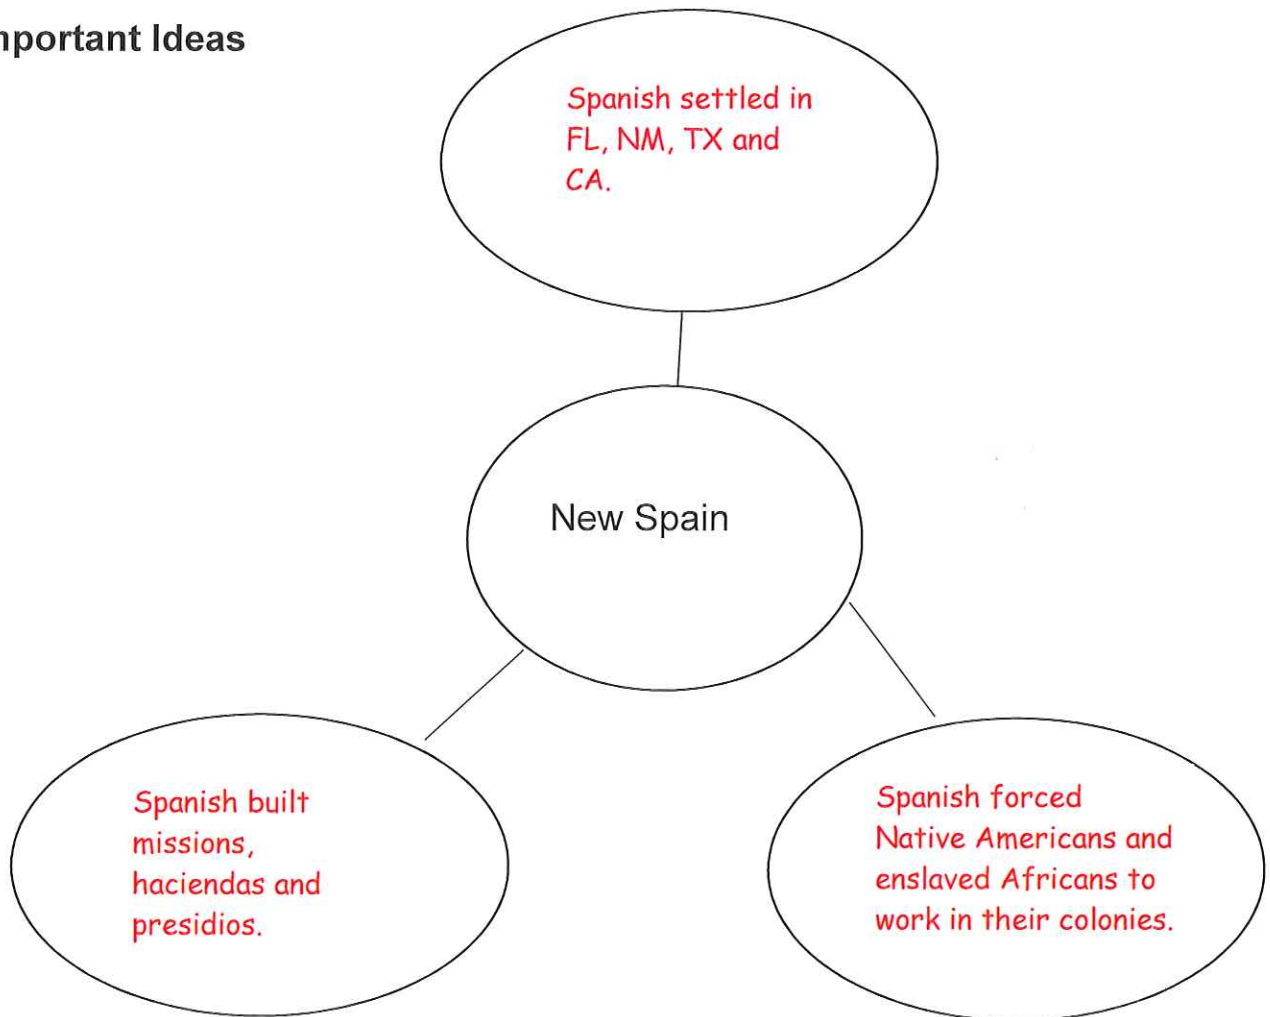 mportant Ideas
Spanish settled in
FL, NM, TX and
CA.
New Spain
Spanish built
missions,
haciendas and
presidios.
Spanish forced
Native Americans and
enslaved Africans to
work in their colonies.